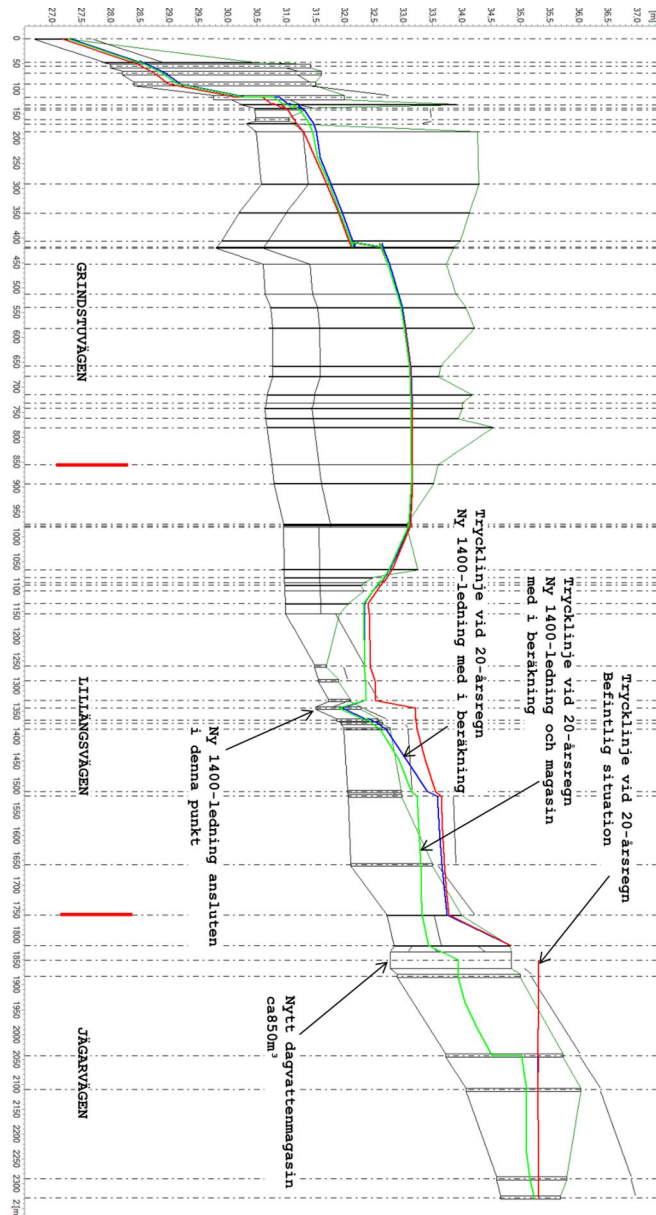 37.0
36.5
36.0
35.5
35.0
34.5
34.0
33.5
33.0
32.5
32.0
31.5
31.0
30.5
30.0
29.5
29.0
28.5
28.0
27.5
27.0
Trycklinje vid 20-årsregn
Befintlig situation
Trycklinje vid 20-årsregn
Ny 1400-ledning och magasin
med i beräkning
Trycklinje vid 20-årsregn
Ny 1400-ledning med i beräkning
Ny 1400-ledning ansluten
i denna punkt
Nytt dagvattenmagasin
ca850m³
GRINDSTUVÄGEN
LILLÄNGSVÄGEN
JÄGARVÄGEN
0 50 100 150 200 250 300 350 400 450 500 550 600 650 700 750 800 850 900 950 1000 1050 1100 1150 1200 1250 1300 1350 1400 1450 1500 1550 1600 1650 1700 1750 1800 1850 1900 1950 2000 2050 2100 2150 2200 2250 2300 2[m